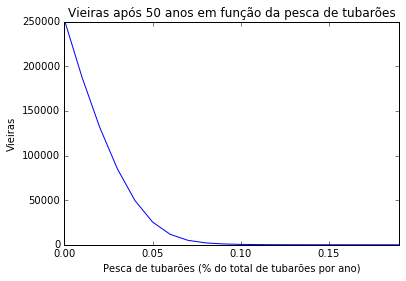 Vieiras após 50 anos em função da pesca de tubarões
250000
200000
150000
100000
50000
0
Vieiras
0.00 0.05 0.10 0.15
Pesca de tubarões (% do total de tubarões por ano)